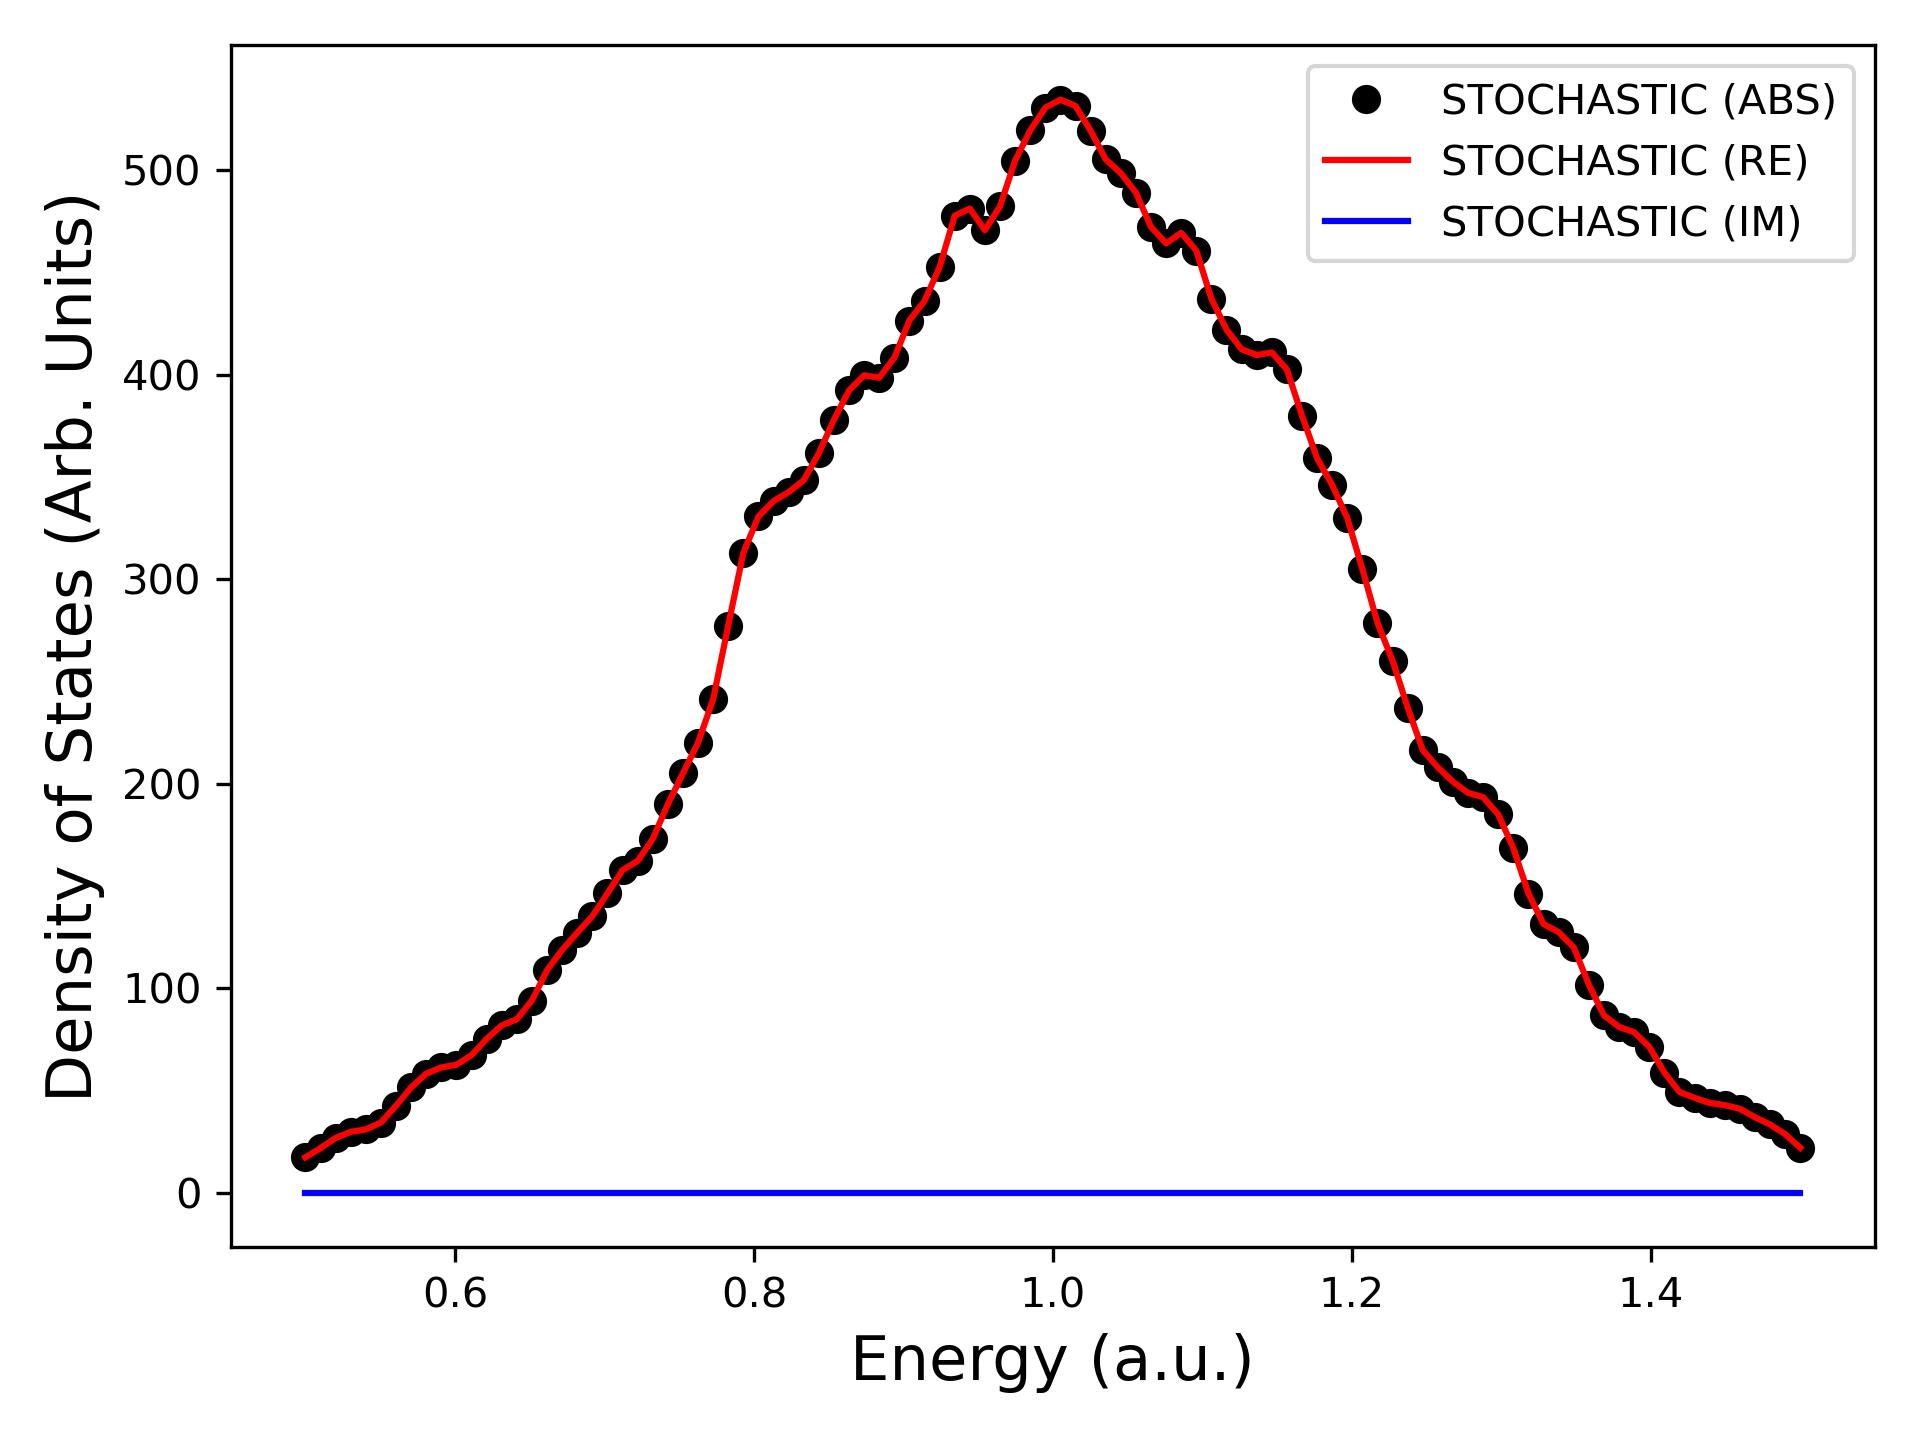 STOCHASTIC (ABS)
STOCHASTIC (RE)
STOCHASTIC (IM)
Density of States (Arb. Units)
500
400
300
200
100
0
0.6 0.8 1.0 1.2 1.4
Energy (a.u.)